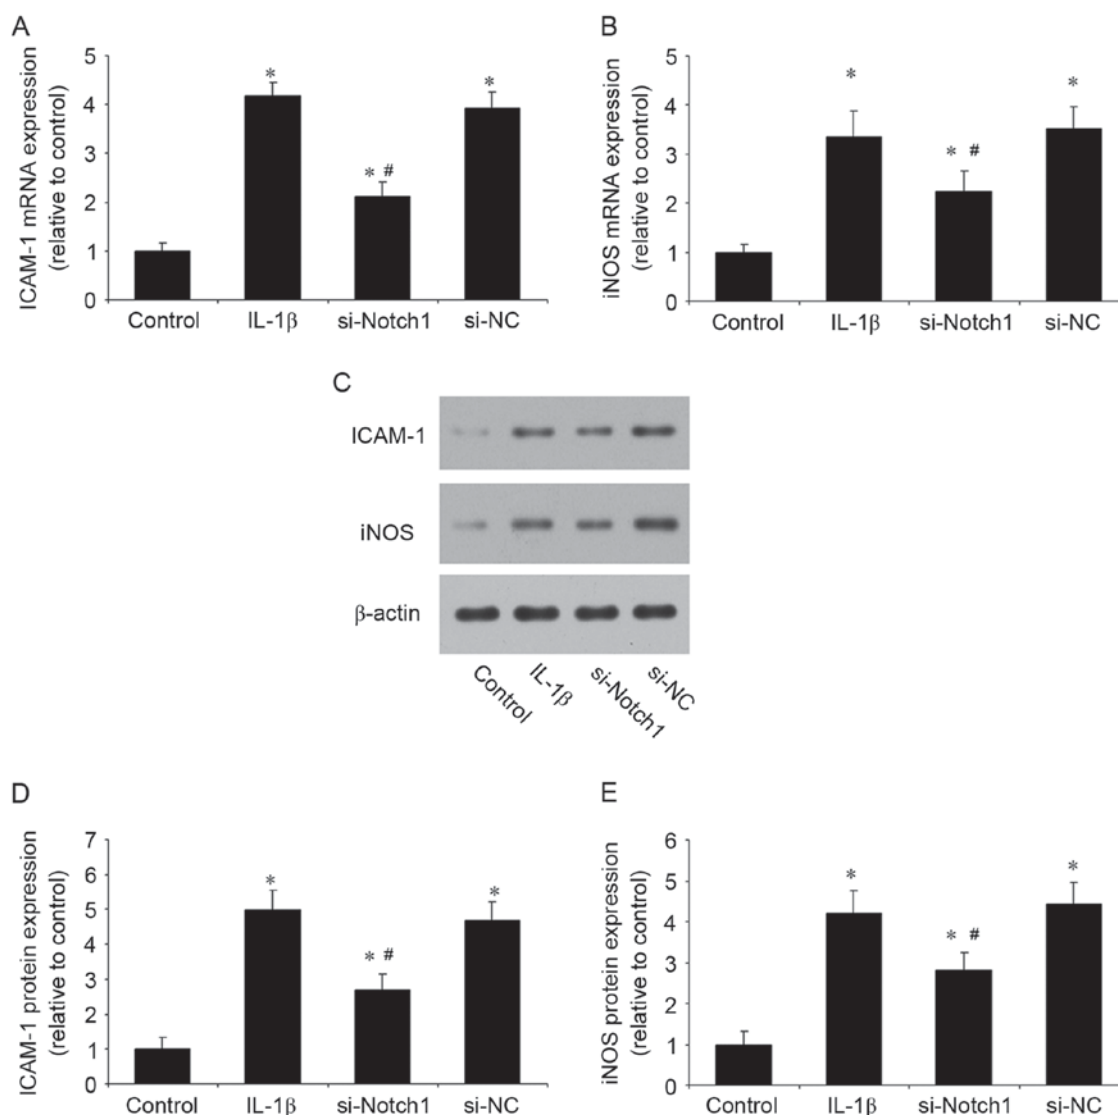 A
ICAM-1 mRNA expression
(relative to control)
5
4
3
2
1
0
*
* #
*
Control IL-1β si-Notch1 si-NC
B
iNOS mRNA expression
(relative to control)
5
4
3
2
1
0
*
* #
*
Control IL-1β si-Notch1 si-NC
C
ICAM-1
iNOS
β-actin
Control IL-1β si-Notch1 si-NC
D
ICAM-1 protein expression
(relative to control)
7
6
5
4
3
2
1
0
*
* #
*
Control IL-1β si-Notch1 si-NC
E
iNOS protein expression
(relative to control)
6
5
4
3
2
1
0
*
* #
*
Control IL-1β si-Notch1 si-NC